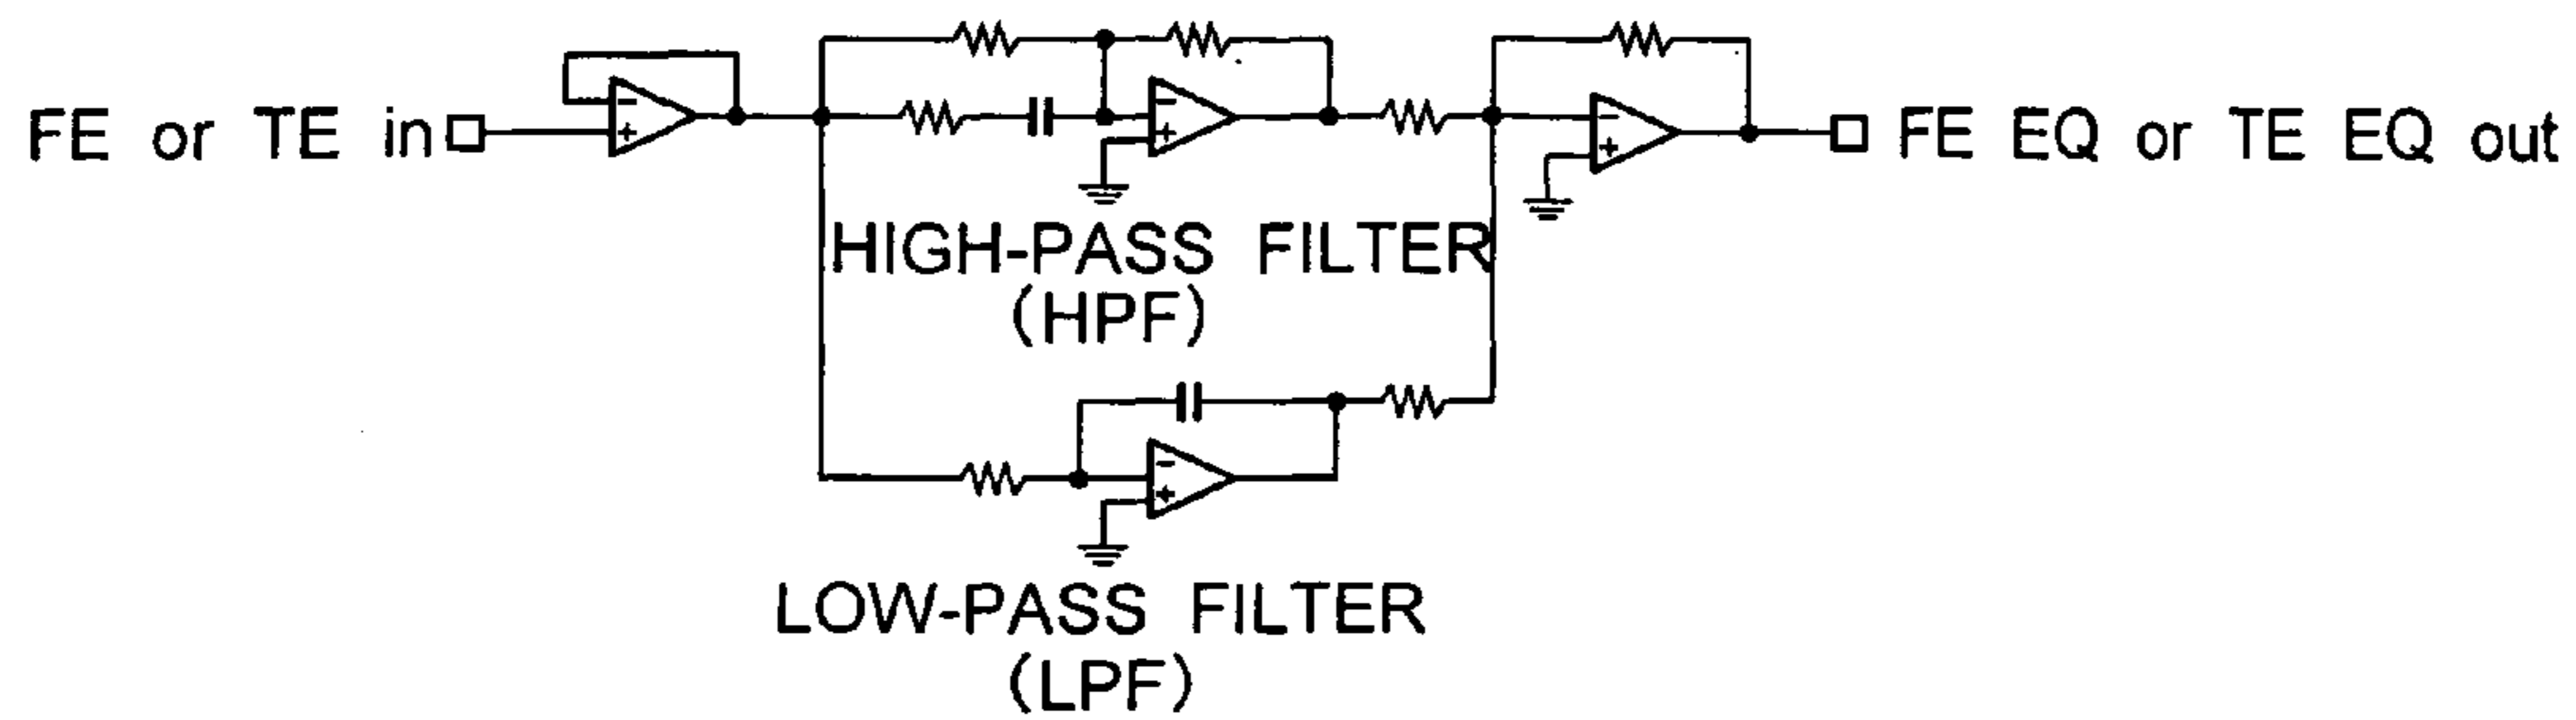 FE or TE in
FE EQ or TE EQ out
HIGH-PASS FILTER
(HPF)
LOW-PASS FILTER
(LPF)